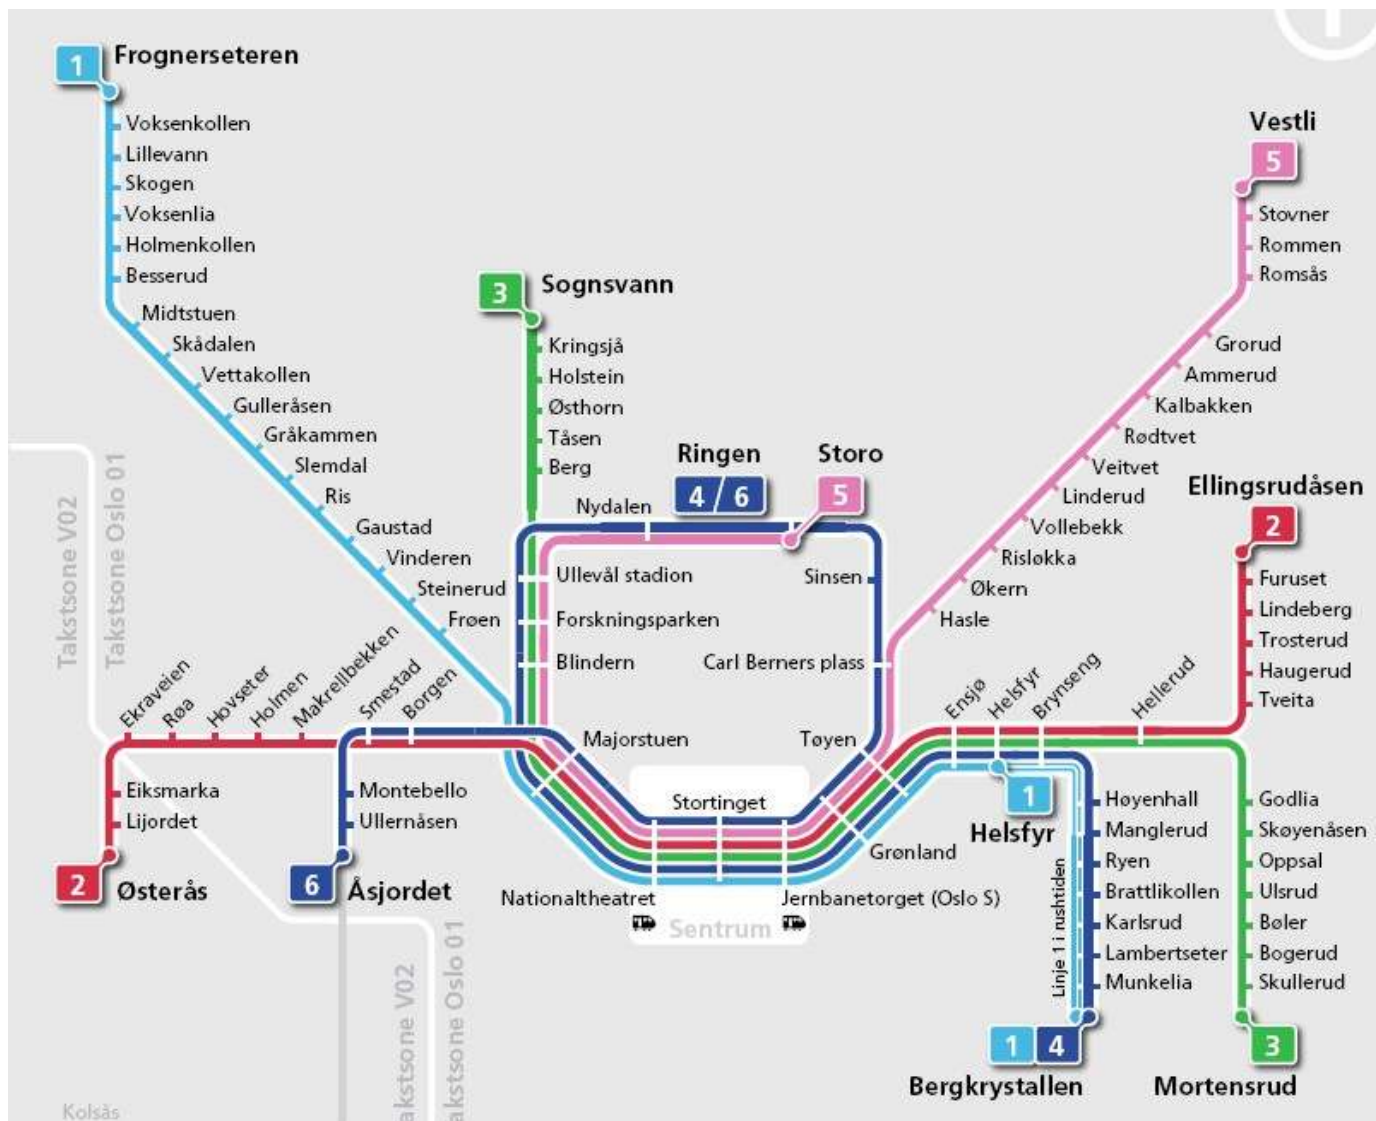 1
Frognerseteren
Voksenkollen
Lillevann
Skogen
Voksenlia
Holmenkollen
Besserud
Midtstuen
Skådalen
Vettakollen
Gulleråsen
Gråkammen
Slemdal
Ris
Gaustad
Vinderen
Steinerud
Frøen
3
Sognsvann
Kringsjå
Holstein
Østhorn
Tåsen
Berg
Ringen
4 / 6
Storo
5
Nydalen
Ullevål stadion
Forskningsparken
Blindern
Sinsen
Carl Berners plass
Majorstuen
Tøyen
Vestli
5
Stovner
Rommen
Romsås
Grorud
Ammerud
Kalbakken
Rødtvet
Veitvet
Linderud
Vollebekk
Risløkka
Økern
Hasle
Ellingsrudåsen
2
Furuset
Lindeberg
Trosterud
Haugerud
Tveita
Takstsone V02
Takstsone Oslo 01
Ekraveien
Røa
Hovseter
Holmen
Makrellbekken
Smestad
Borgen
Ensjø
Helsfyr
Brynseng
Hellerud
Eiksmarka
Lijordet
2
Østerås
Montebello
Ullernåsen
6
Åsjordet
Stortinget
Nationaltheatret
Jernbanetorget (Oslo S)
Sentrum
Grønland
1
Helsfyr
Linje 1 i rushtiden
Høyenhall
Manglerud
Ryen
Brattlikollen
Karlsrud
Lambertseter
Munkelia
1
4
Bergkrystallen
Godlia
Skøyenåsen
Oppsal
Ulsrud
Bøler
Bogerud
Skullerud
3
Mortensrud
akstsone V02
akstsone Oslo 01
Kolsås